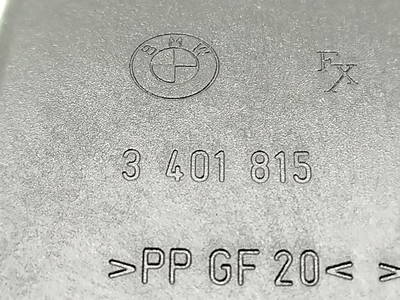 BMW
FX
3 401 815
>PP GF 20< >